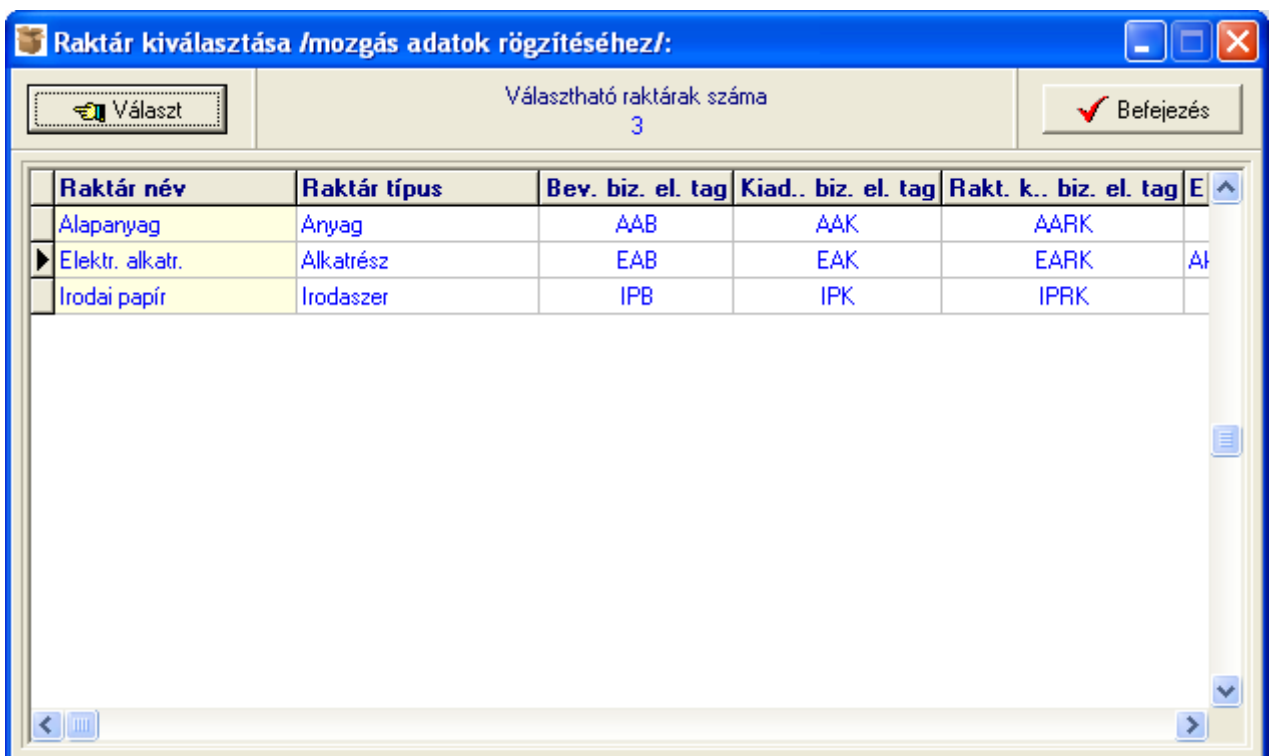 Raktár kiválasztása /mozgás adatok rögzítéséhez/:
Választ
Választható raktárak száma
3
Befejezés
Raktár név Raktár típus Bev. biz. el. tag Kiad.. biz. el. tag Rakt. k.. biz. el. tag E
Alapanyag Anyag AAB AAK AARK
Elektr. alkatr. Alkatrész EAB EAK EARK
Irodai papír Irodaszer IPB IPK IPRK